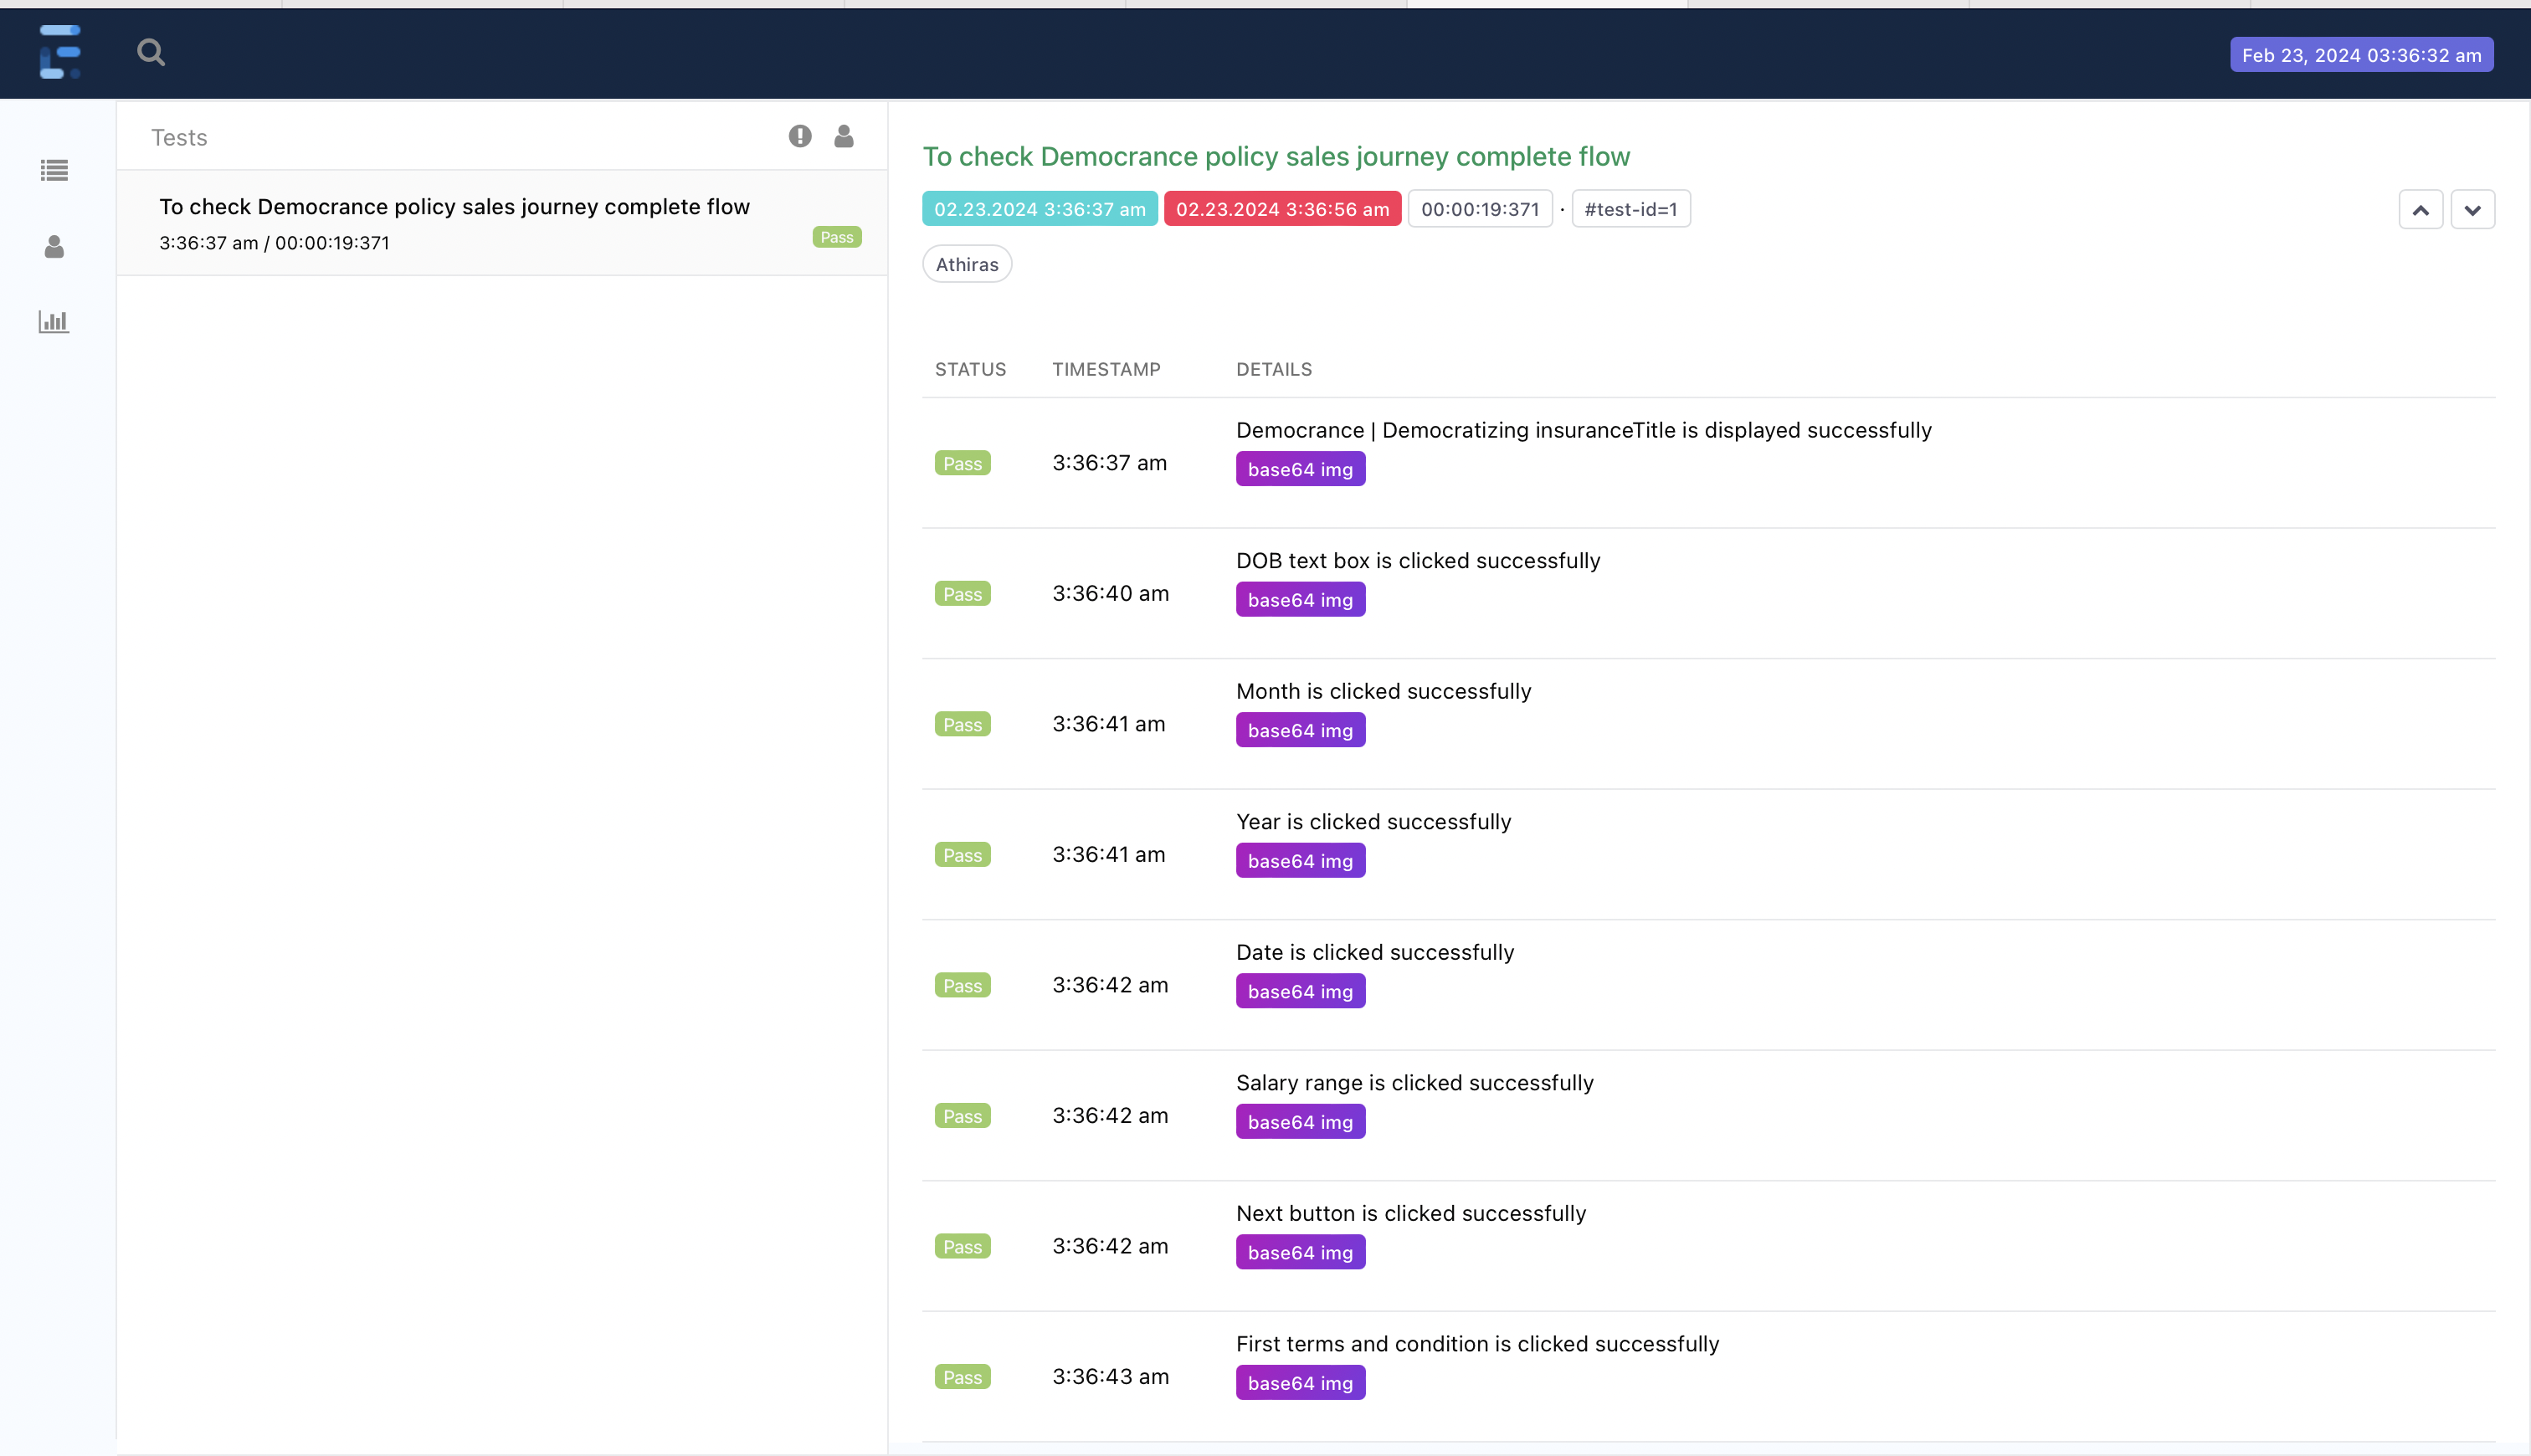 Feb 23, 2024 03:36:32 am
Tests
To check Democrance policy sales journey complete flow
3:36:37 am / 00:00:19:371
Pass
To check Democrance policy sales journey complete flow
02.23.2024 3:36:37 am 02.23.2024 3:36:56 am 00:00:19:371 · #test-id=1
Athiras
STATUS TIMESTAMP DETAILS
Democrance | Democratizing insuranceTitle is displayed successfully
Pass 3:36:37 am
base64 img
DOB text box is clicked successfully
Pass 3:36:40 am
base64 img
Month is clicked successfully
Pass 3:36:41 am
base64 img
Year is clicked successfully
Pass 3:36:41 am
base64 img
Date is clicked successfully
Pass 3:36:42 am
base64 img
Salary range is clicked successfully
Pass 3:36:42 am
base64 img
Next button is clicked successfully
Pass 3:36:42 am
base64 img
First terms and condition is clicked successfully
Pass 3:36:43 am
base64 img